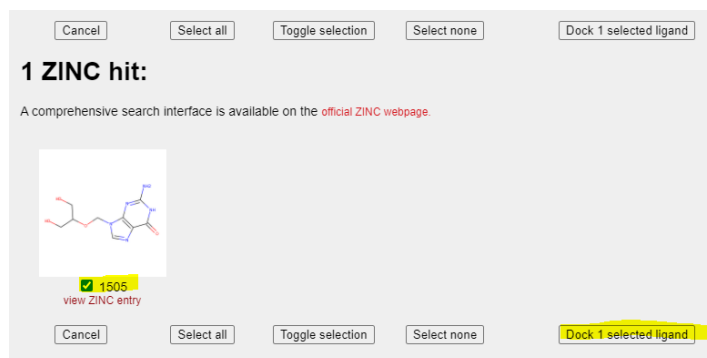 Cancel Select all Toggle selection Select none Dock 1 selected ligand
1 ZINC hit:
A comprehensive search interface is available on the official ZINC webpage.
1505
view ZINC entry
Cancel Select all Toggle selection Select none Dock 1 selected ligand